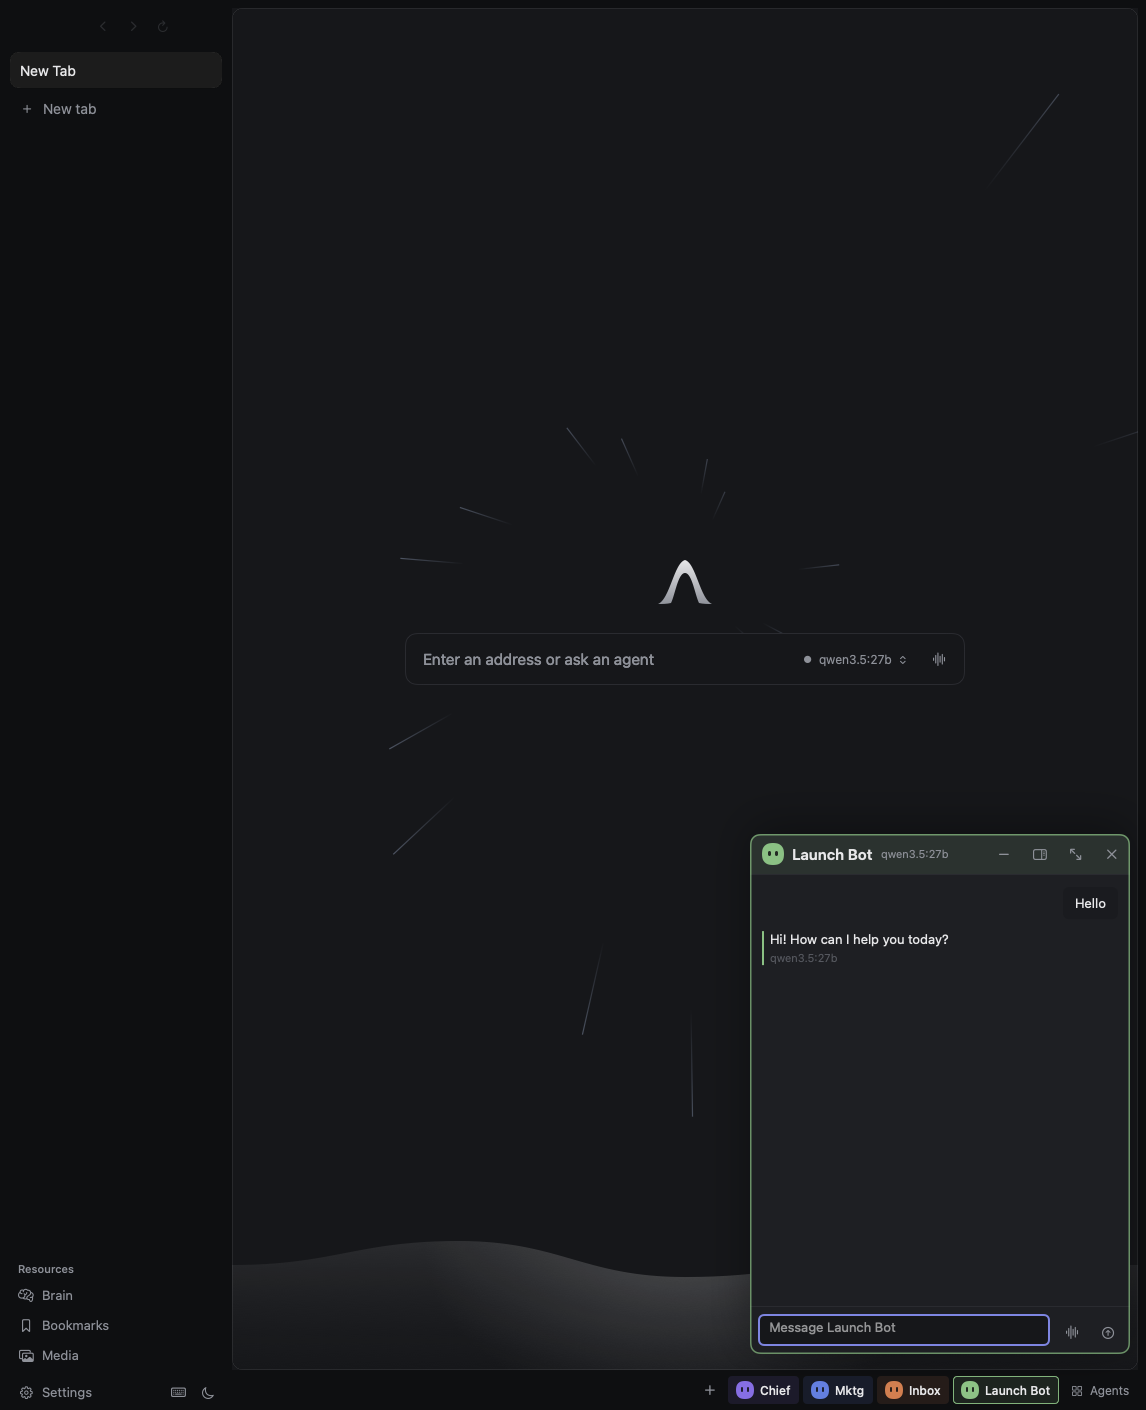 New Tab
New tab
Enter an address or ask an agent
qwen3.5:27b
Launch Bot qwen3.5:27b
Hello
Hi! How can I help you today?
qwen3.5:27b
Message Launch Bot
Resources
Brain
Bookmarks
Media
Settings
Chief Mktg Inbox Launch Bot Agents